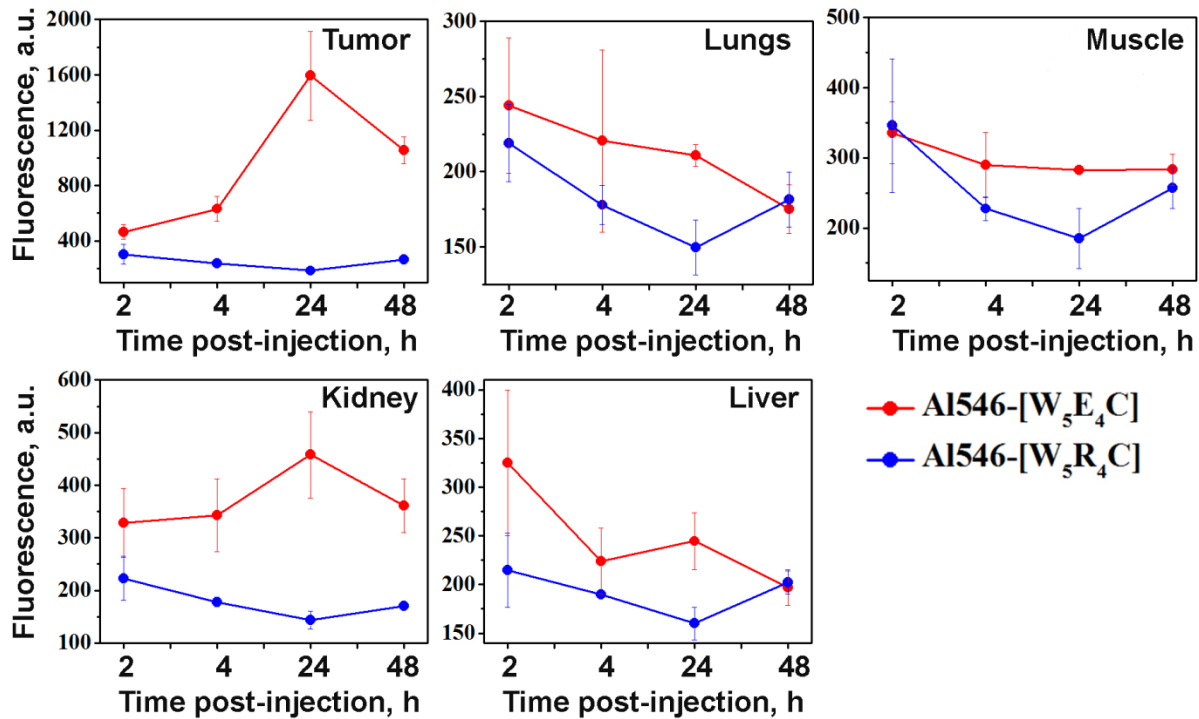 Tumor
Fluorescence, a.u.
2000
1600
1200
800
400
2 4 24 48
Time post-injection, h
Lungs
300
250
200
150
2 4 24 48
Time post-injection, h
Muscle
500
400
300
200
2 4 24 48
Time post-injection, h
Kidney
Fluorescence, a.u.
600
500
400
300
200
100
2 4 24 48
Time post-injection, h
Liver
400
350
300
250
200
150
2 4 24 48
Time post-injection, h
Al546-[W₅E₄C]
Al546-[W₅R₄C]